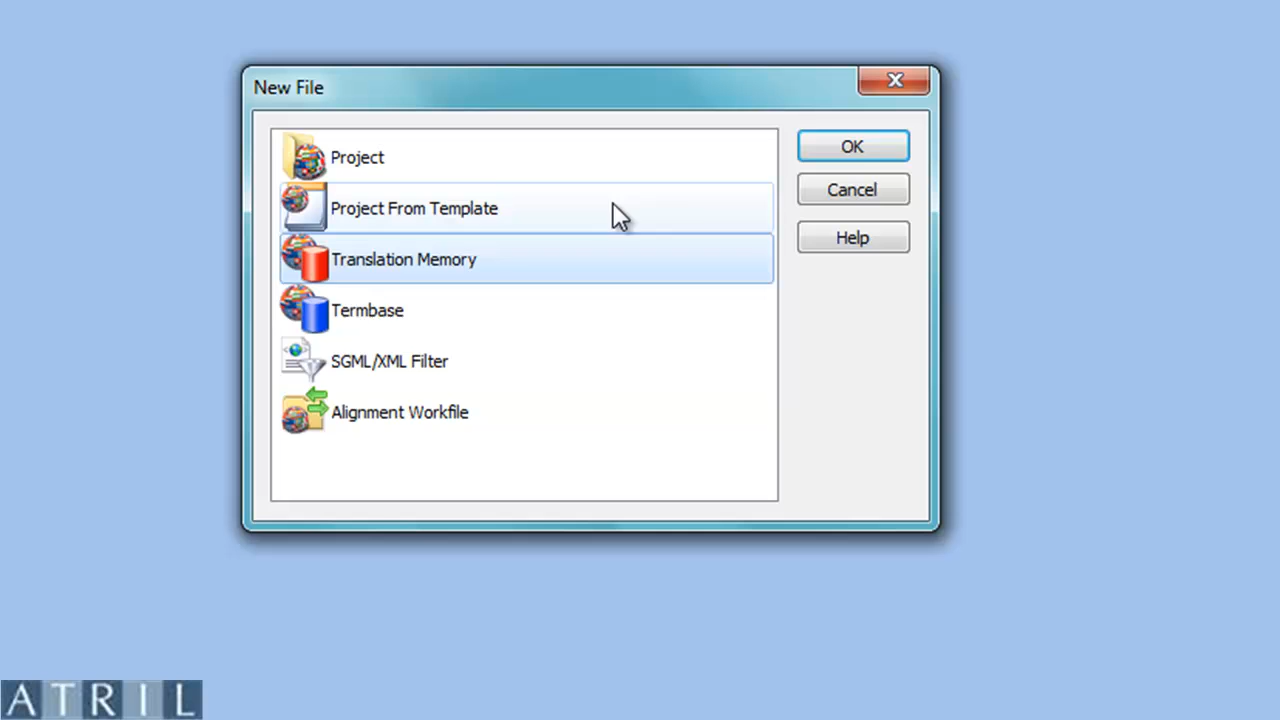 New File
Project
OK
Project From Template
Cancel
Translation Memory
Help
Termbase
SGML/XML Filter
Alignment Workfile
ATRIL